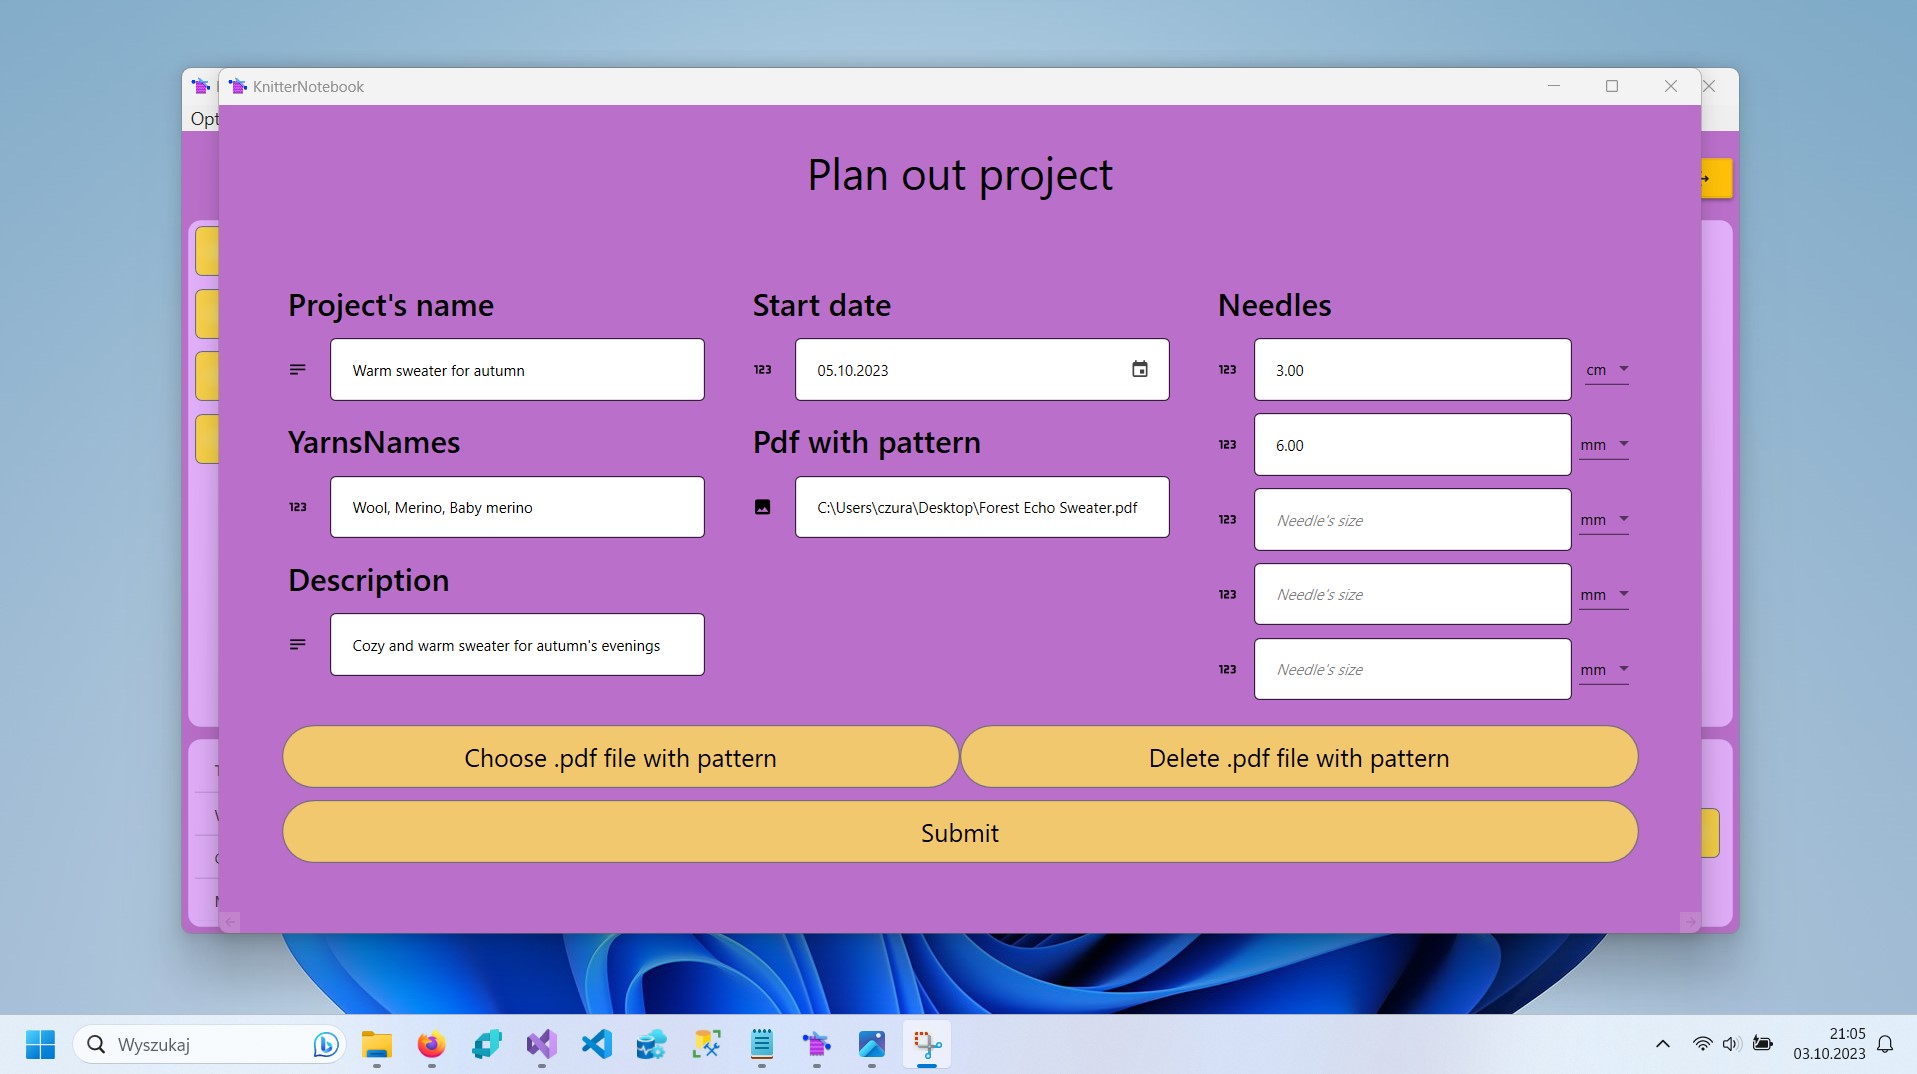 KnitterNotebook
Opt
Plan out project
Project's name
Warm sweater for autumn
YarnsNames
123
Wool, Merino, Baby merino
Description
Cozy and warm sweater for autumn's evenings
Start date
123
05.10.2023
Pdf with pattern
C:\Users\czura\Desktop\Forest Echo Sweater.pdf
Needles
123 3.00 cm
123 6.00 mm
123 Needle's size mm
123 Needle's size mm
123 Needle's size mm
Choose .pdf file with pattern
Delete .pdf file with pattern
Submit
Wyszukaj
21:05
03.10.2023